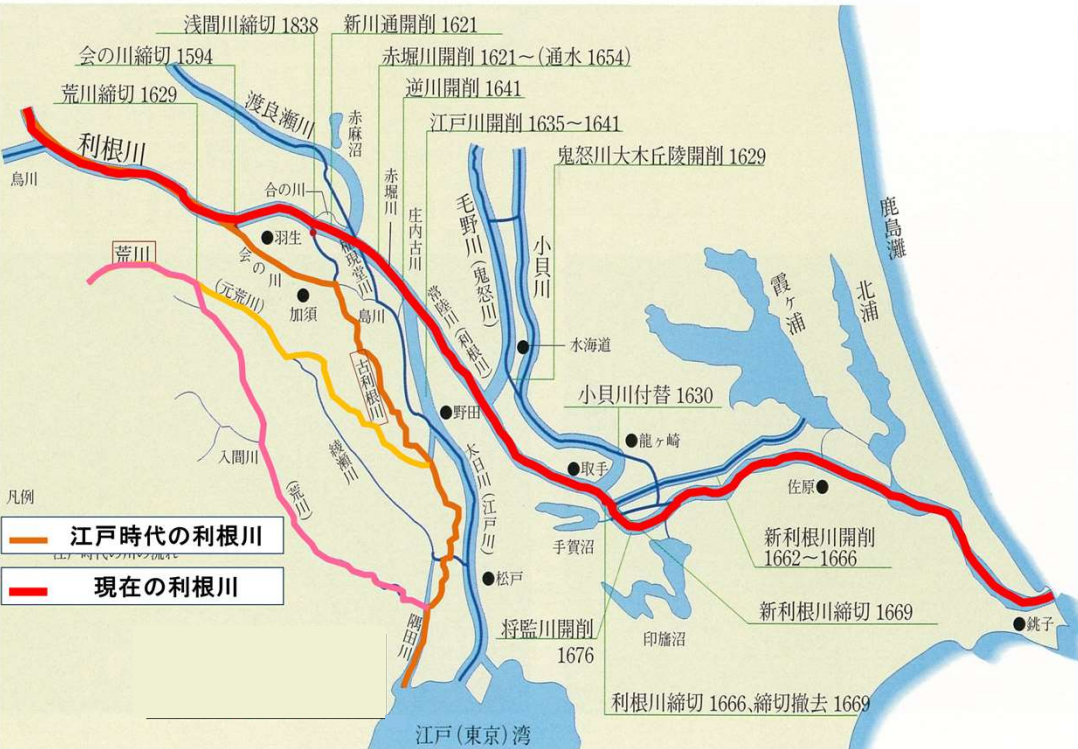 浅間川締切 1838
新川通開削 1621
会の川締切 1594
赤堀川開削 1621～(通水 1654)
荒川締切 1629
逆川開削 1641
江戸川開削 1635～1641
鬼怒川大木丘陵開削 1629
渡良瀬川
赤麻沼
利根川
烏川
合の川
赤堀川
庄内古川
羽生
会の川
権現堂川
荒川
(元荒川)
加須
島川
常陸川(利根川)
毛野川(鬼怒川)
小貝川
鹿島灘
霞ヶ浦
北浦
水海道
古利根川
小貝川付替 1630
野田
龍ヶ崎
取手
入間川
綾瀬川
太日川(江戸川)
佐原
(荒川)
凡例
江戸時代の利根川
江戸時代の川の流れ
現在の利根川
手賀沼
新利根川開削
1662～1666
松戸
新利根川締切 1669
将監川開削
1676
印旛沼
銚子
隅田川
利根川締切 1666、締切撤去 1669
江戸(東京)湾